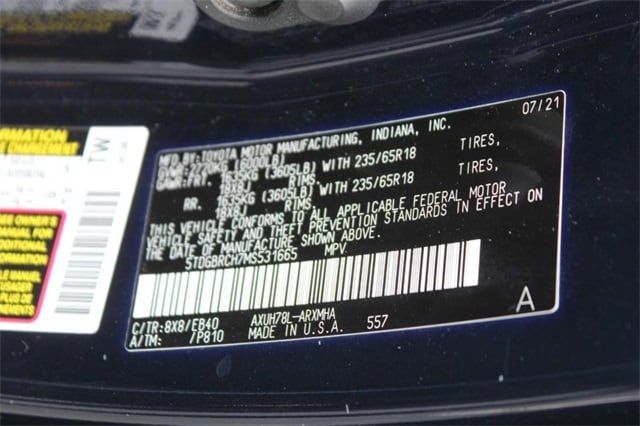 07/21
MFD. BY: TOYOTA MOTOR MANUFACTURING, INDIANA, INC.
GVWR: 2720KG (6000LB)
GAWR: FRT. 1635KG (3605LB) WITH 235/65R18 TIRES,
18X8J RIMS
RR. 1635KG (3605LB) WITH 235/65R18 TIRES,
18X8J RIMS
THIS VEHICLE CONFORMS TO ALL APPLICABLE FEDERAL MOTOR
VEHICLE SAFETY AND THEFT PREVENTION STANDARDS IN EFFECT ON
THE DATE OF MANUFACTURE SHOWN ABOVE.
5TDGBRCH7MS531665 MPV.
C/TR:8X8/EB40 AXUH78L-ARXMHA A
A/TM: /P810 MADE IN U.S.A. 557
TW